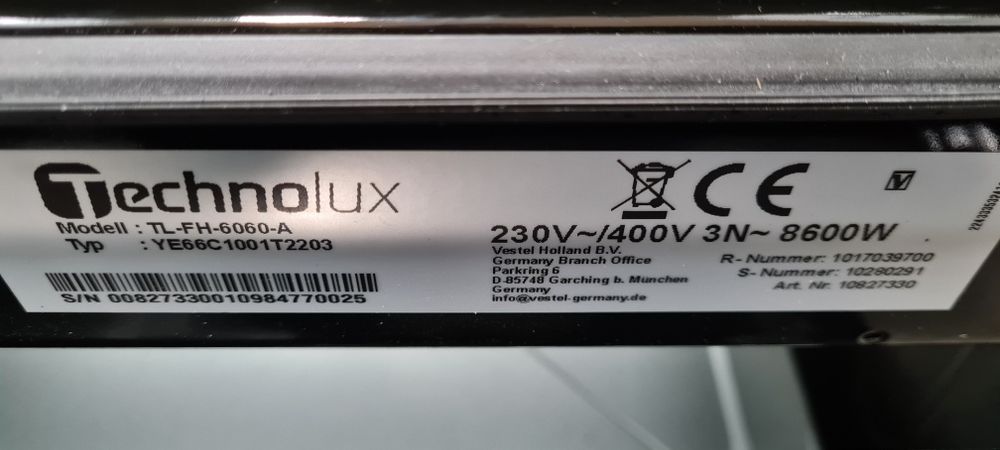 Technolux
Modell : TL-FH-6060-A
Typ : YE66C1001T2203
S/N 00827330010984770025
CE
V
230V~/400V 3N~ 8600W
Vestel Holland B.V.
Germany Branch Office
Parkring 6
D-85748 Garching b. München
Germany
info@vestel-germany.de
R- Nummer: 1017039700
S- Nummer: 10280291
Art. Nr. 10827330